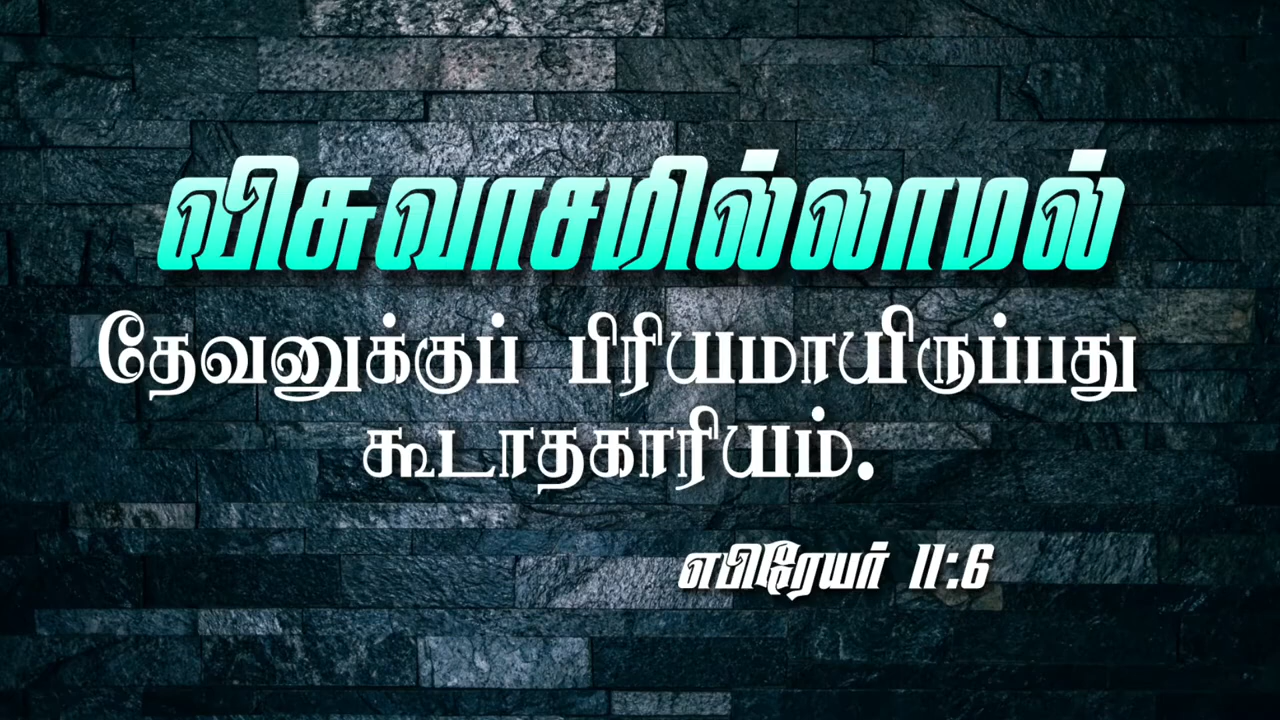 விசுவாசமில்லாமல்
தேவனுக்குப் பிரியமாயிருப்பது
கூடாதகாரியம்.
எபிரேயர் 11:6